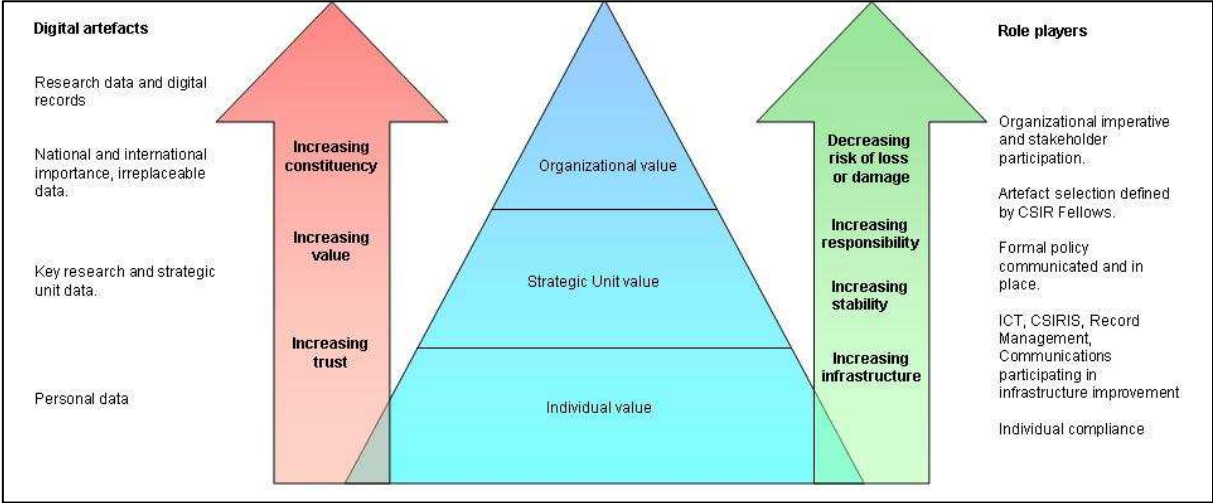 Digital artefacts
Research data and digital
records
National and international
importance, irreplaceable
data.
Key research and strategic
unit data.
Personal data
Increasing
constituency
Increasing
value
Increasing
trust
Organizational value
Strategic Unit value
Individual value
Decreasing
risk of loss
or damage
Increasing
responsibility
Increasing
stability
Increasing
infrastructure
Role players
Organizational imperative
and stakeholder
participation.
Artefact selection defined
by CSIR Fellows.
Formal policy
communicated and in
place.
ICT, CSIRIS, Record
Management,
Communications
participating in
infrastructure improvement
Individual compliance